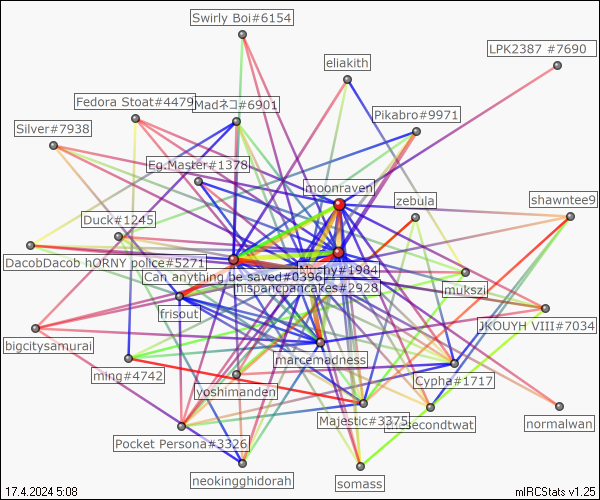 Swirly Boi#6154
LPK2387 #7690
eliakith
Fedora Stoat#4479
Madネコ#6901
Pikabro#9971
Silver#7938
Eg.Master#1378
moonraven
zebula
shawntee9
Duck#1245
DacobDacob HORNY police#5271
Can anything be saved#0396
#1984
hispancpancakes#2928
mukszi
frisout
JKOUYH VIII#7034
bigcitysamurai
marcemadness
ming#4742
yoshimanden
Cypha#1717
Majestic#3375
secondtwat
normalwan
Pocket Persona#3326
neokingghidorah
somass
17.4.2024 5:08
mIRCStats v1.25